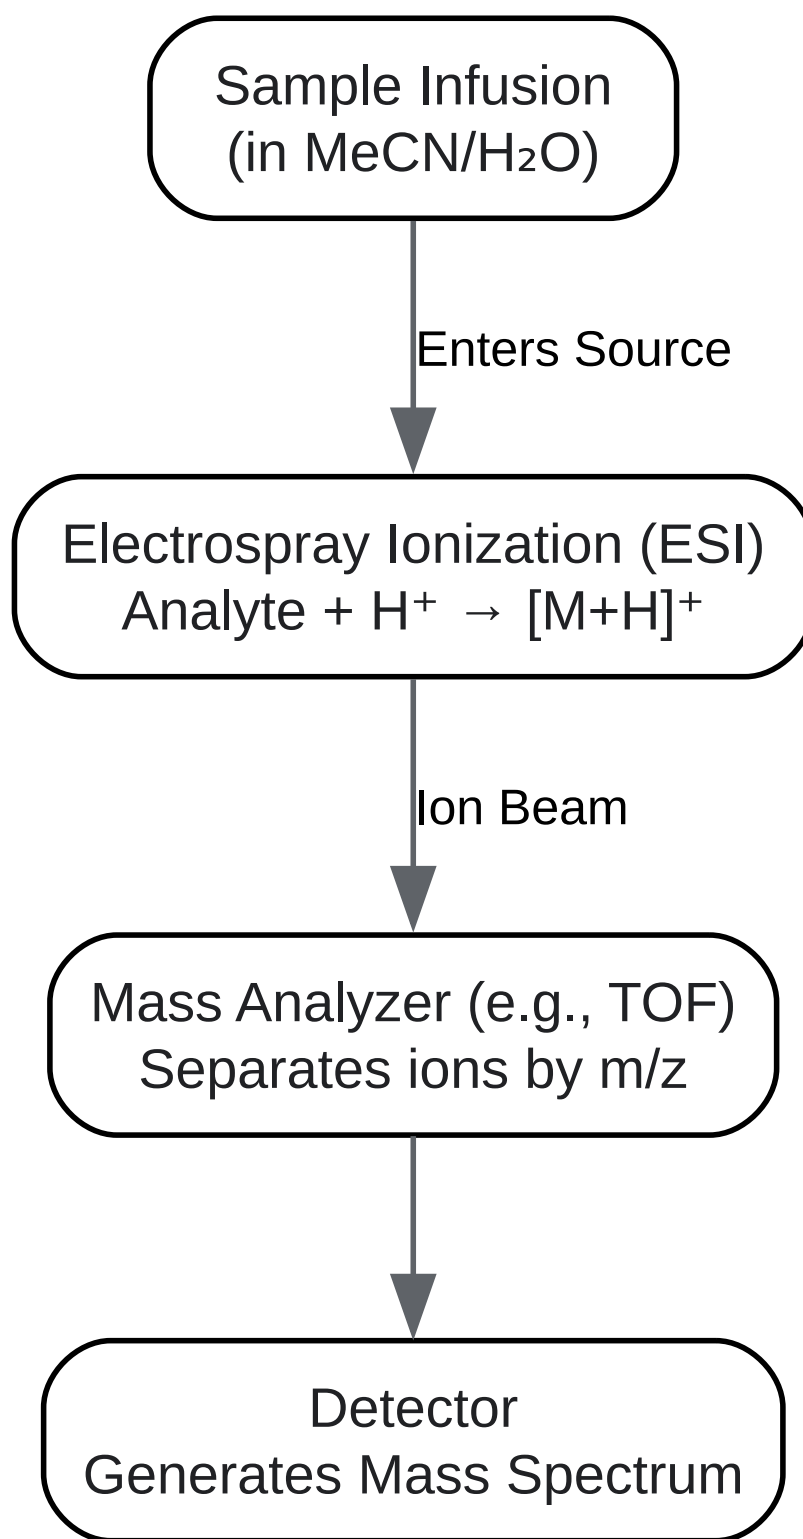 Sample Infusion
(in MeCN/H₂O)
Enters Source
Electrospray Ionization (ESI)
Analyte + H⁺ → [M+H]⁺
Ion Beam
Mass Analyzer (e.g., TOF)
Separates ions by m/z
Detector
Generates Mass Spectrum